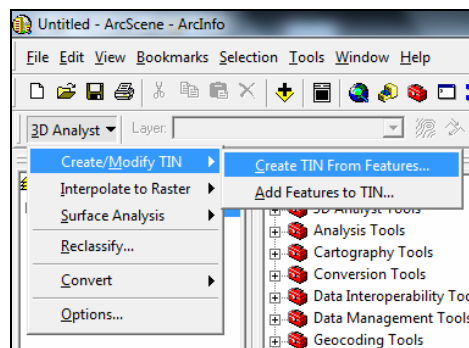 Untitled - ArcScene - ArcInfo
File Edit View Bookmarks Selection Tools Window Help
3D Analyst Layer:
Create/Modify TIN
Create TIN From Features...
Interpolate to Raster
Add Features to TIN...
Surface Analysis
3D Analyst Tools
Reclassify...
Analysis Tools
Cartography Tools
Convert
Conversion Tools
Data Interoperability Too
Options...
Data Management Tools
Geocoding Tools